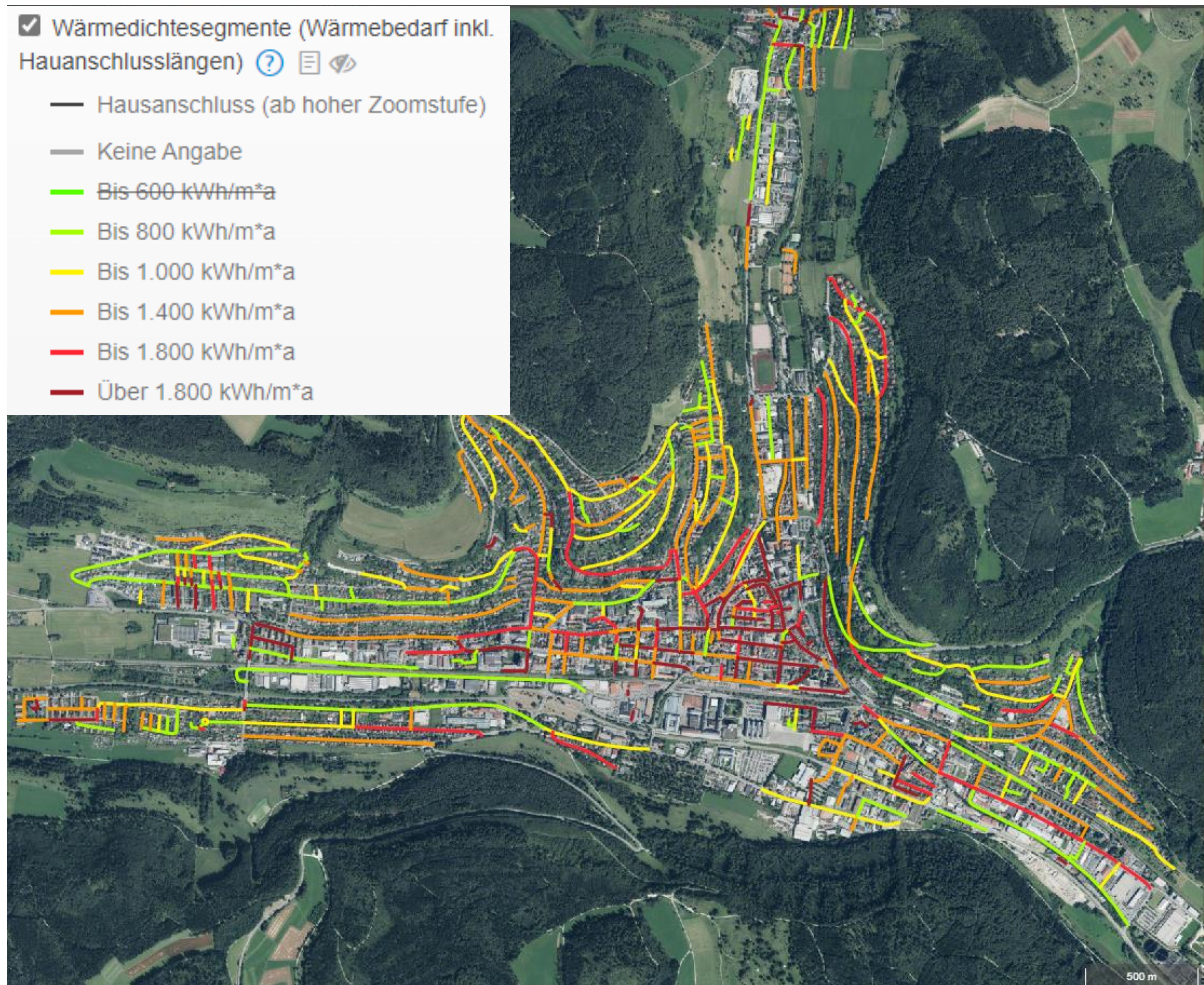 Wärmedichtesegmente (Wärmebedarf inkl.
Hauanschlusslängen) ?
Hausanschluss (ab hoher Zoomstufe)
Keine Angabe
Bis 600 kWh/m*a
Bis 800 kWh/m*a
Bis 1.000 kWh/m*a
Bis 1.400 kWh/m*a
Bis 1.800 kWh/m*a
Über 1.800 kWh/m*a
500 m